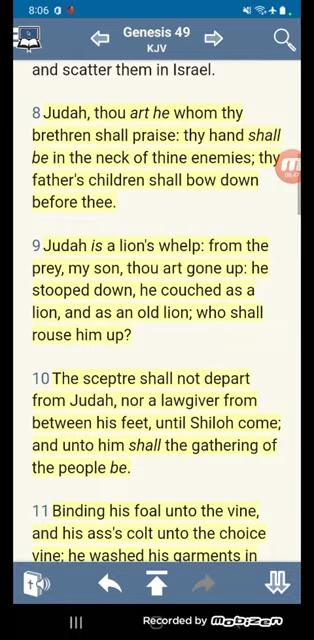 8:06
Genesis 49
KJV
and scatter them in Israel.
8 Judah, thou art he whom thy
brethren shall praise: thy hand shall
be in the neck of thine enemies; thy
father's children shall bow down
before thee.
9 Judah is a lion's whelp: from the
prey, my son, thou art gone up: he
stooped down, he couched as a
lion, and as an old lion; who shall
rouse him up?
10 The sceptre shall not depart
from Judah, nor a lawgiver from
between his feet, until Shiloh come;
and unto him shall the gathering of
the people be.
11 Binding his foal unto the vine,
and his ass's colt unto the choice
vine; he washed his garments in
Recorded by Mobizen